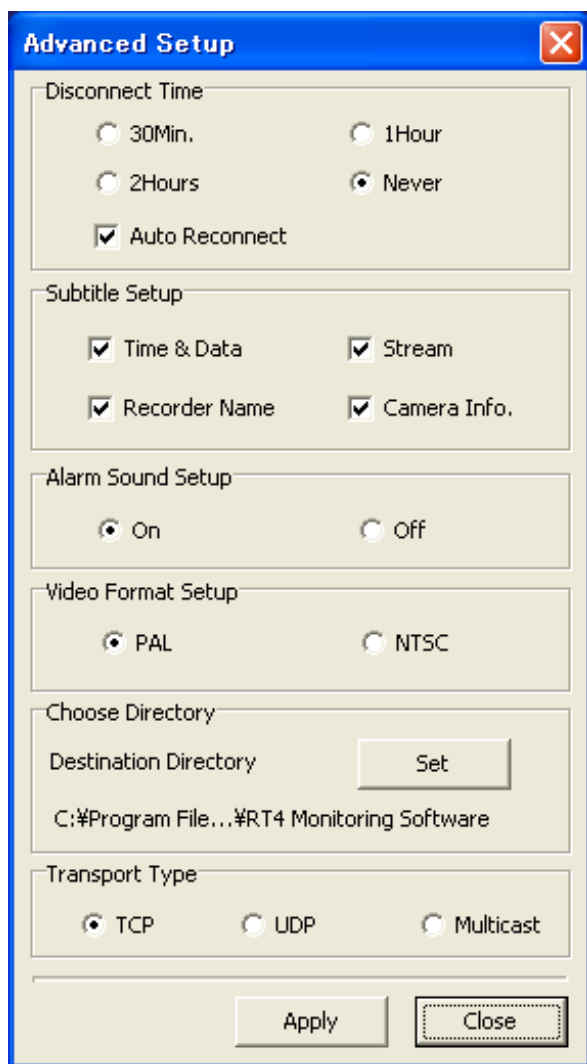 Advanced Setup
Disconnect Time
30Min. 1Hour
2Hours Never
Auto Reconnect
Subtitle Setup
Time & Data Stream
Recorder Name Camera Info.
Alarm Sound Setup
On Off
Video Format Setup
PAL NTSC
Choose Directory
Destination Directory Set
C:¥Program File...¥RT4 Monitoring Software
Transport Type
TCP UDP Multicast
Apply Close